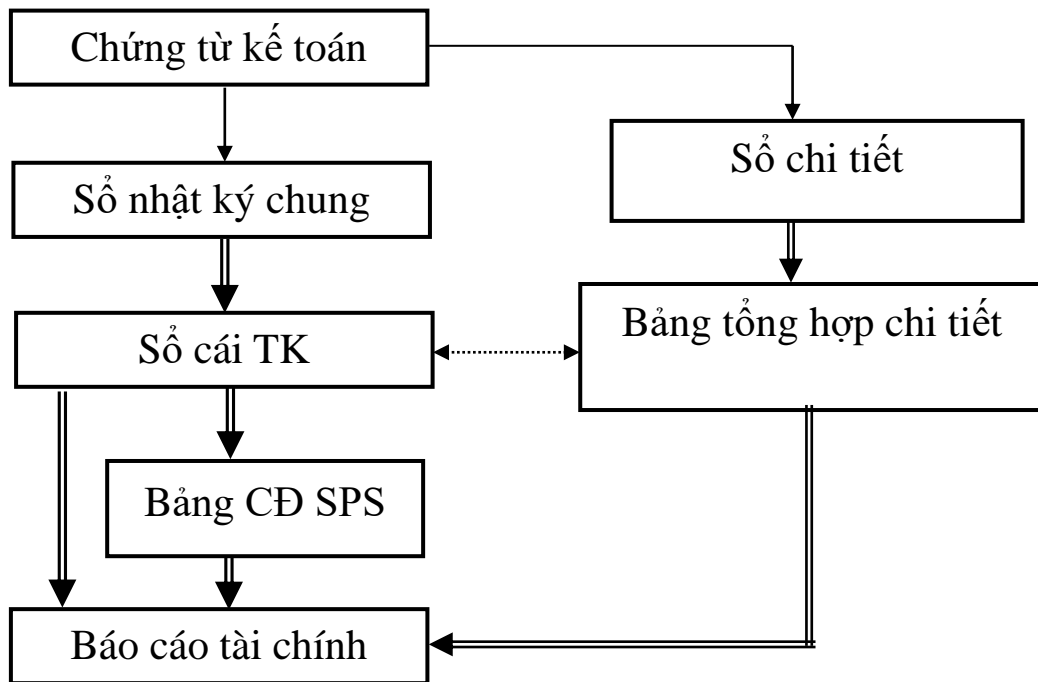 Chứng từ kế toán
Sổ chi tiết
Sổ nhật ký chung
Bảng tổng hợp chi tiết
Sổ cái TK
Bảng CĐ SPS
Báo cáo tài chính